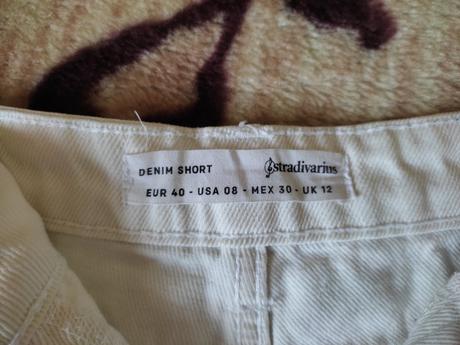 DENIM SHORT stradivarius
EUR 40 - USA 08 - MEX 30 - UK 12